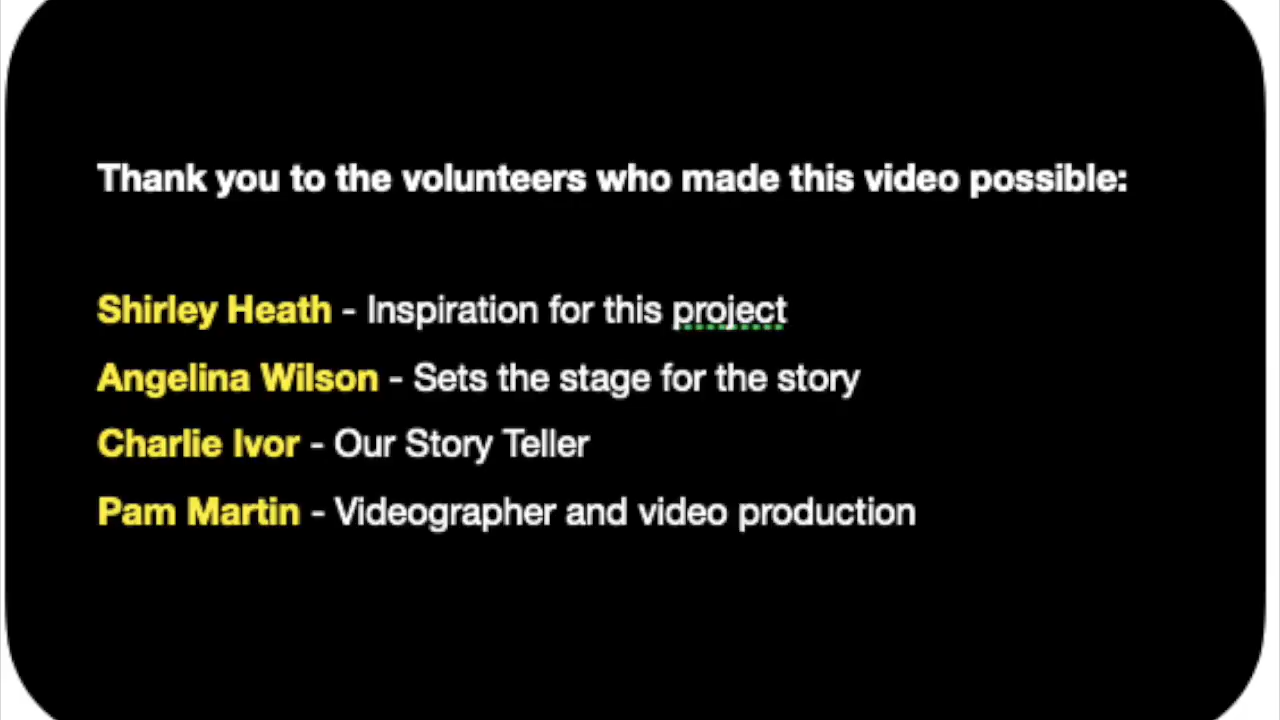 Thank you to the volunteers who made this video possible:
Shirley Heath - Inspiration for this project
Angelina Wilson - Sets the stage for the story
Charlie Ivor - Our Story Teller
Pam Martin - Videographer and video production